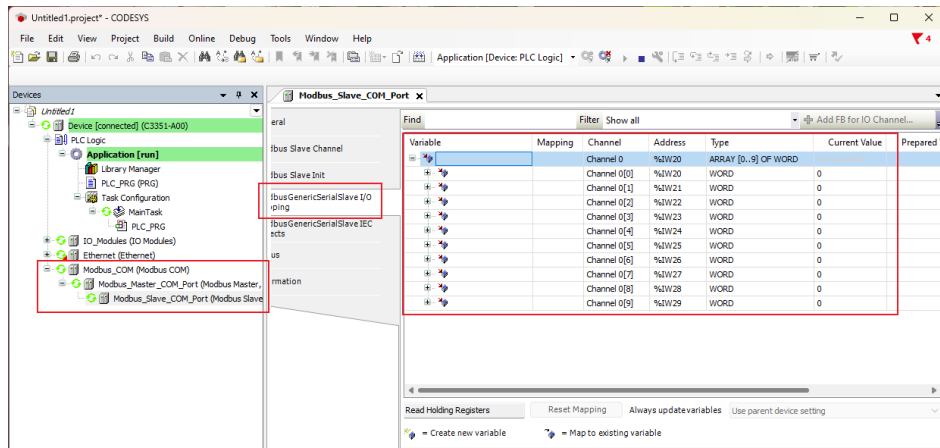 Untitled1.project* - CODESYS
File Edit View Project Build Online Debug Tools Window Help
4
Application [Device: PLC Logic]
Devices
Untitled1
Device [connected] (C3351-A00)
PLC Logic
Application [run]
Library Manager
PLC_PRG (PRG)
Task Configuration
MainTask
PLC_PRG
IO_Modules (IO Modules)
Ethernet (Ethernet)
Modbus_COM (Modbus COM)
Modbus_Master_COM_Port (Modbus Master,
Modbus_Slave_COM_Port (Modbus Slave
Modbus_Slave_COM_Port
eral
dbus Slave Channel
dbus Slave Init
dbusGenericSerialSlave I/O
pping
dbusGenericSerialSlave IEC
ects
us
rmation
Find Filter Show all Add FB for IO Channel...
Variable Mapping Channel Address Type Current Value Prepared
Channel 0 %IW20 ARRAY [0..9] OF WORD
Channel 0[0] %IW20 WORD 0
Channel 0[1] %IW21 WORD 0
Channel 0[2] %IW22 WORD 0
Channel 0[3] %IW23 WORD 0
Channel 0[4] %IW24 WORD 0
Channel 0[5] %IW25 WORD 0
Channel 0[6] %IW26 WORD 0
Channel 0[7] %IW27 WORD 0
Channel 0[8] %IW28 WORD 0
Channel 0[9] %IW29 WORD 0
Read Holding Registers Reset Mapping Always update variables Use parent device setting
= Create new variable = Map to existing variable